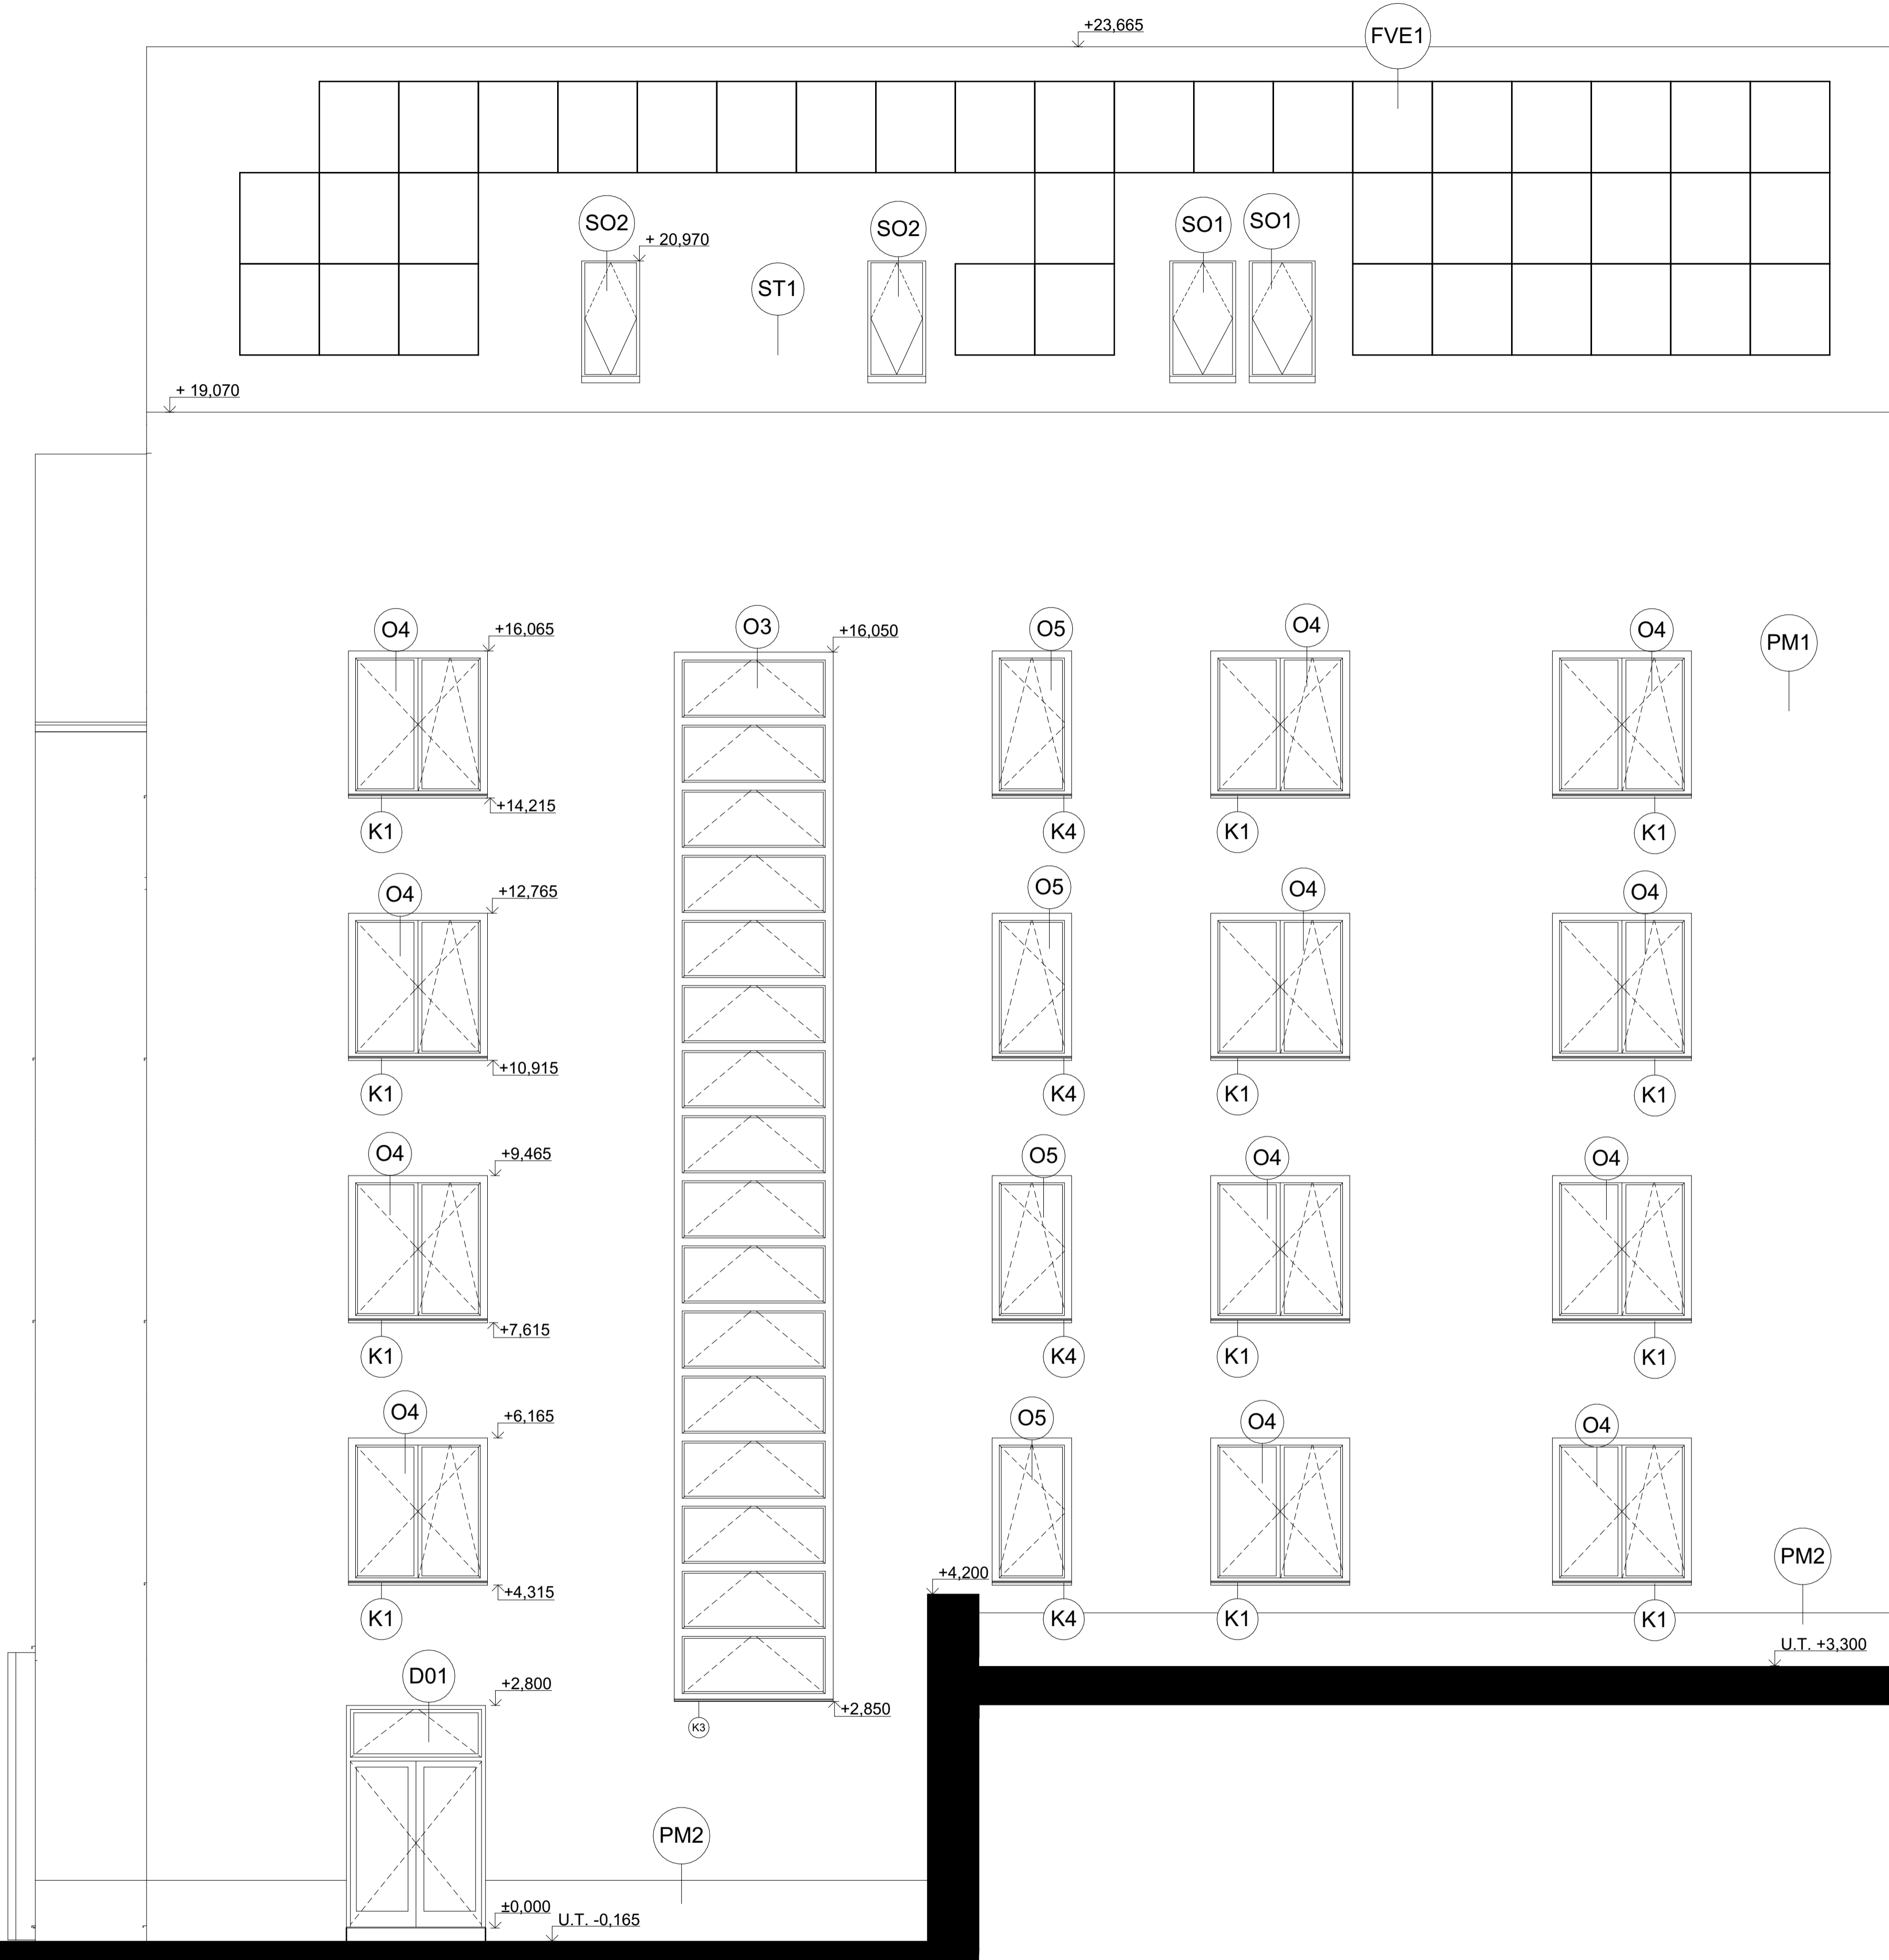 +23,665
FVE1
SO2
SO2
SO1
SO1
+ 20,970
ST1
+ 19,070
O4
+16,065
O3
+16,050
O5
O4
O4
PM1
+14,215
K1
K4
K1
K1
O4
+12,765
O5
O4
O4
+10,915
K1
K4
K1
K1
O4
+9,465
O5
O4
O4
+7,615
K1
K4
K1
K1
O4
+6,165
O5
O4
O4
+4,200
PM2
+4,315
K1
K4
K1
K1
U.T. +3,300
D01
+2,800
+2,850
K3
PM2
±0,000
U.T. -0,165